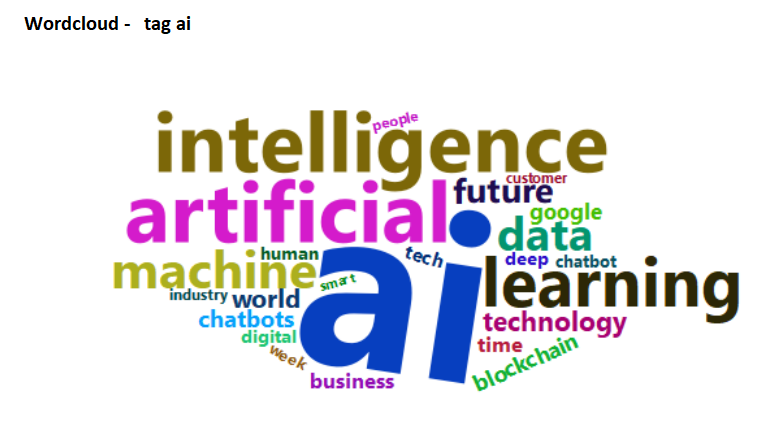 Wordcloud - tag ai
people
intelligence
customer
artificial
future
google
data
human
tech
deep
chatbot
machine
smart
ai
learning
industry
world
chatbots
technology
digital
time
week
blockchain
business